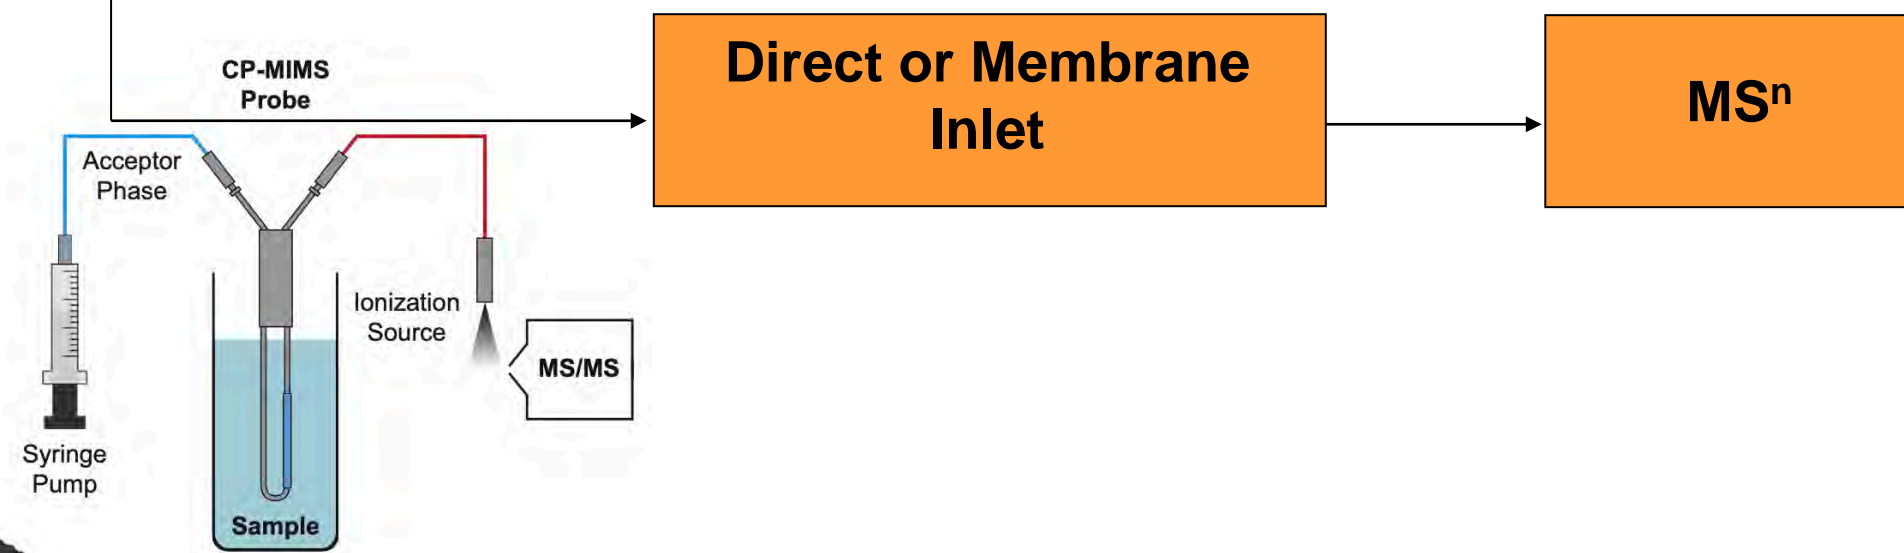 CP-MIMS
Probe
Direct or Membrane
Inlet
MSⁿ
Acceptor
Phase
Ionization
Source
MS/MS
Syringe
Pump
Sample